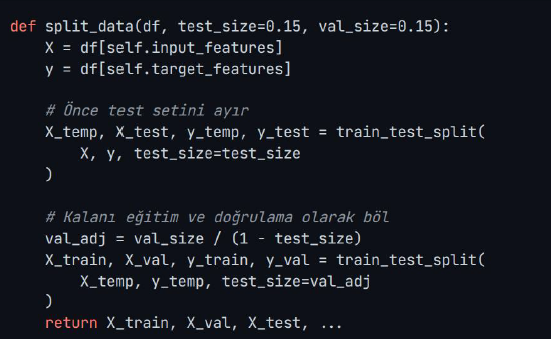 def split_data(df, test_size=0.15, val_size=0.15):
    X = df[self.input_features]
    y = df[self.target_features]
    # Önce test setini ayır
    X_temp, X_test, y_temp, y_test = train_test_split(
        X, y, test_size=test_size
    )
    # Kalanı eğitim ve doğrulama olarak böl
    val_adj = val_size / (1 - test_size)
    X_train, X_val, y_train, y_val = train_test_split(
        X_temp, y_temp, test_size=val_adj
    )
    return X_train, X_val, X_test, ...